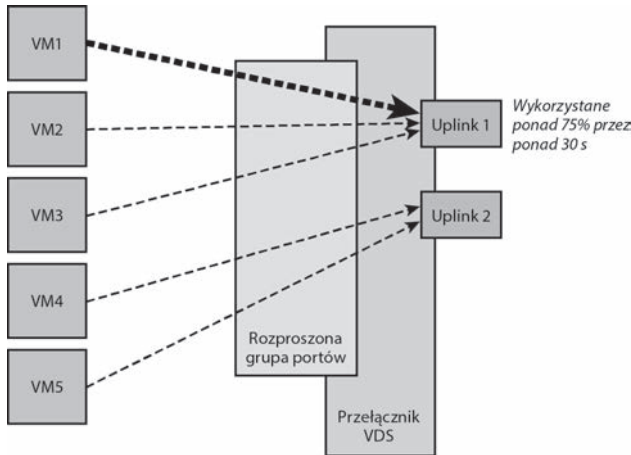 VM1
VM2
VM3
VM4
VM5
Uplink 1
Wykorzystane
ponad 75% przez
ponad 30 s
Uplink 2
Rozproszona
grupa portów
Przełącznik
VDS